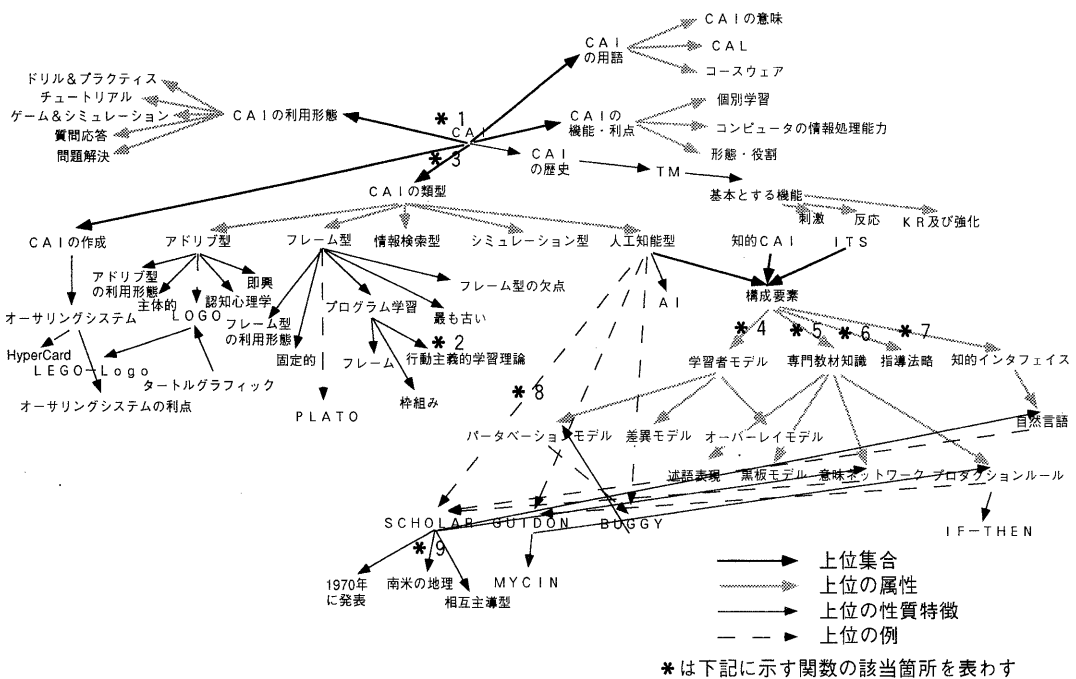 CAIの意味
CAI
の用語
CAL
コースウェア
ドリル＆プラクティス
チュートリアル
ゲーム＆シミュレーション
質問応答
問題解決
CAIの利用形態
＊1
CAI
CAIの
機能・利点
個別学習
コンピュータの情報処理能力
形態・役割
＊3
CAI
の歴史
TM
基本とする機能
刺激
反応
KR及び強化
CAIの類型
CAIの作成
アドリブ型
フレーム型
情報検索型
シミュレーション型
人工知能型
知的CAI
ITS
アドリブ型
の利用形態
主体的
LOGO
認知心理学
即興
フレーム型
の利用形態
固定的
プログラム学習
フレーム型の欠点
最も古い
AI
構成要素
オーサリングシステム
HyperCard
LEGO－Logo
タートルグラフィック
オーサリングシステムの利点
フレーム
＊2
行動主義的学習理論
枠組み
PLATO
＊4
＊5
＊6
＊7
学習者モデル
専門教材知識
指導法略
知的インタフェイス
＊8
パータベーションモデル
差異モデル
オーバーレイモデル
自然言語
述語表現
黒板モデル
意味ネットワーク
プロダクションルール
SCHOLAR
GUIDON
BUGGY
IF－THEN
＊9
1970年
に発表
南米の地理
相互主導型
MYCIN
上位集合
上位の属性
上位の性質特徴
上位の例
＊は下記に示す関数の該当箇所を表わす